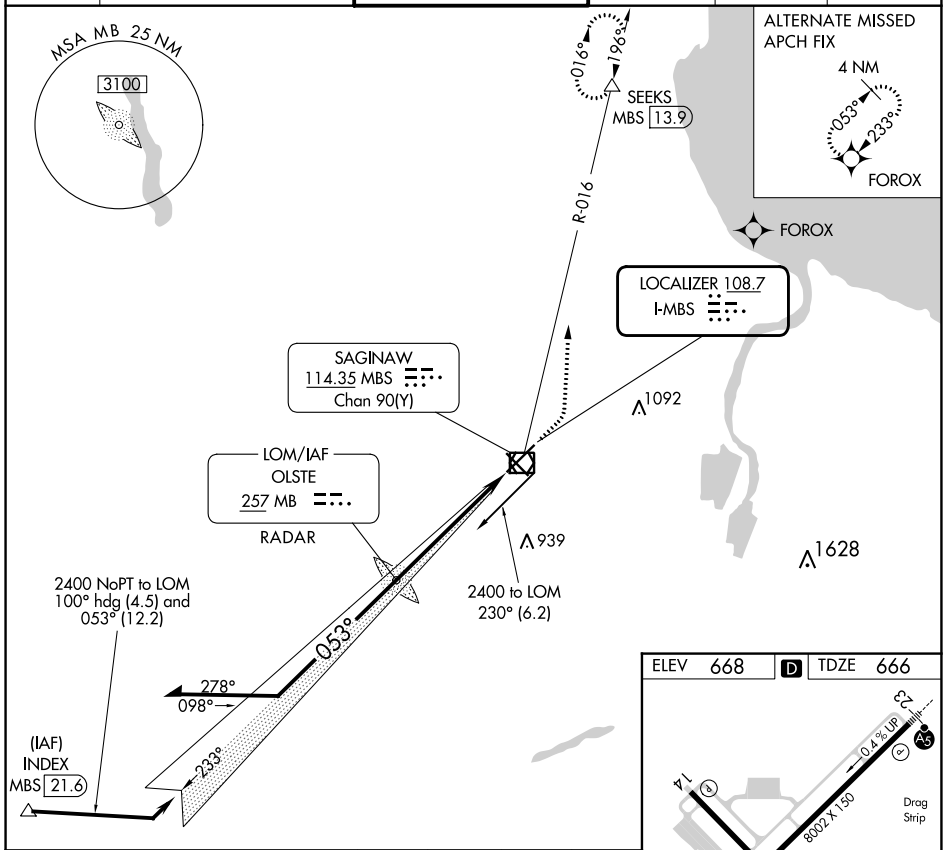 MSA MB 25 NM
3100
016°
196°
SEEKS
MBS 13.9
R-016
ALTERNATE MISSED
APCH FIX
4 NM
053°
233°
FOROX
FOROX
LOCALIZER 108.7
I-MBS
SAGINAW
114.35 MBS
Chan 90(Y)
1092
LOM/IAF
OLSTE
257 MB
RADAR
939
1628
2400 to LOM
230° (6.2)
2400 NoPT to LOM
100° hdg (4.5) and
053° (12.2)
053°
278°
098°
233°
(IAF)
INDEX
MBS 21.6
ELEV 668 D TDZE 666
23
0.4 % UP
A5
P
14
P
8002 X 150
Drag
Strip